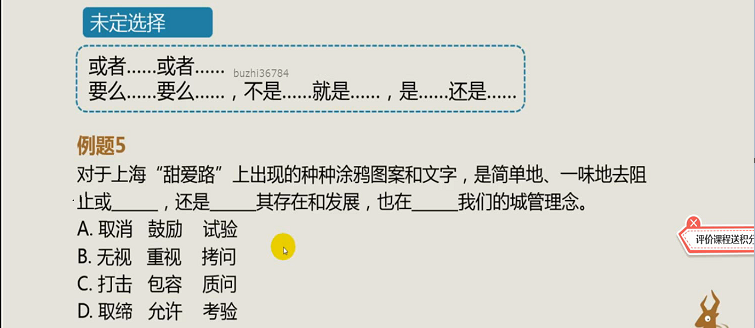 未定选择
或者……或者……
buzhi36784
要么……要么……，不是……就是……，是……还是……
例题5
对于上海“甜爱路”上出现的种种涂鸦图案和文字，是简单地、一味地去阻
止或_____，还是_____其存在和发展，也在_____我们的城管理念。
A. 取消 鼓励 试验
B. 无视 重视 拷问
评价课程送积分
C. 打击 包容 质问
D. 取缔 允许 考验